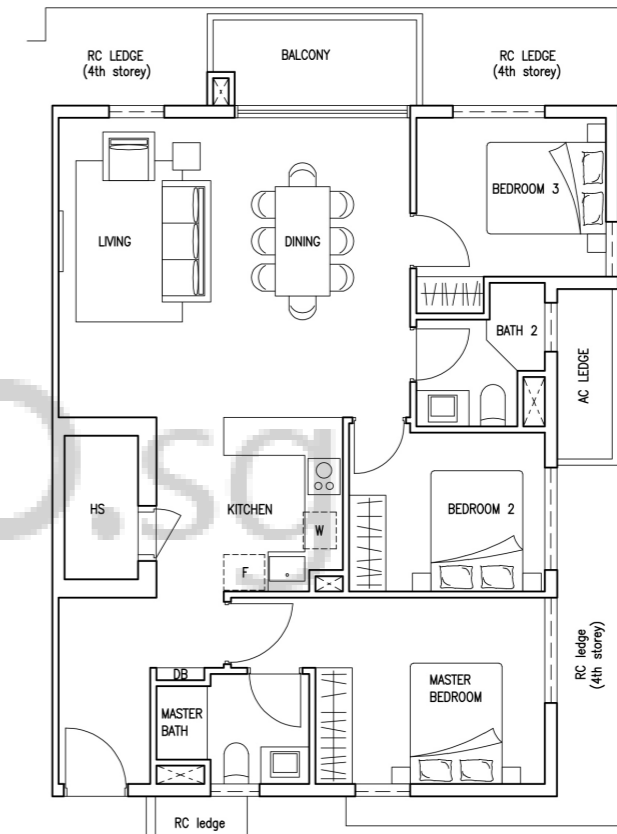 RC LEDGE
(4th storey)
BALCONY
RC LEDGE
(4th storey)
BEDROOM 3
LIVING
DINING
BATH 2
AC LEDGE
HS
KITCHEN
W
F
BEDROOM 2
RC ledge
(4th storey)
DB
MASTER
BATH
MASTER
BEDROOM
RC ledge
.sg